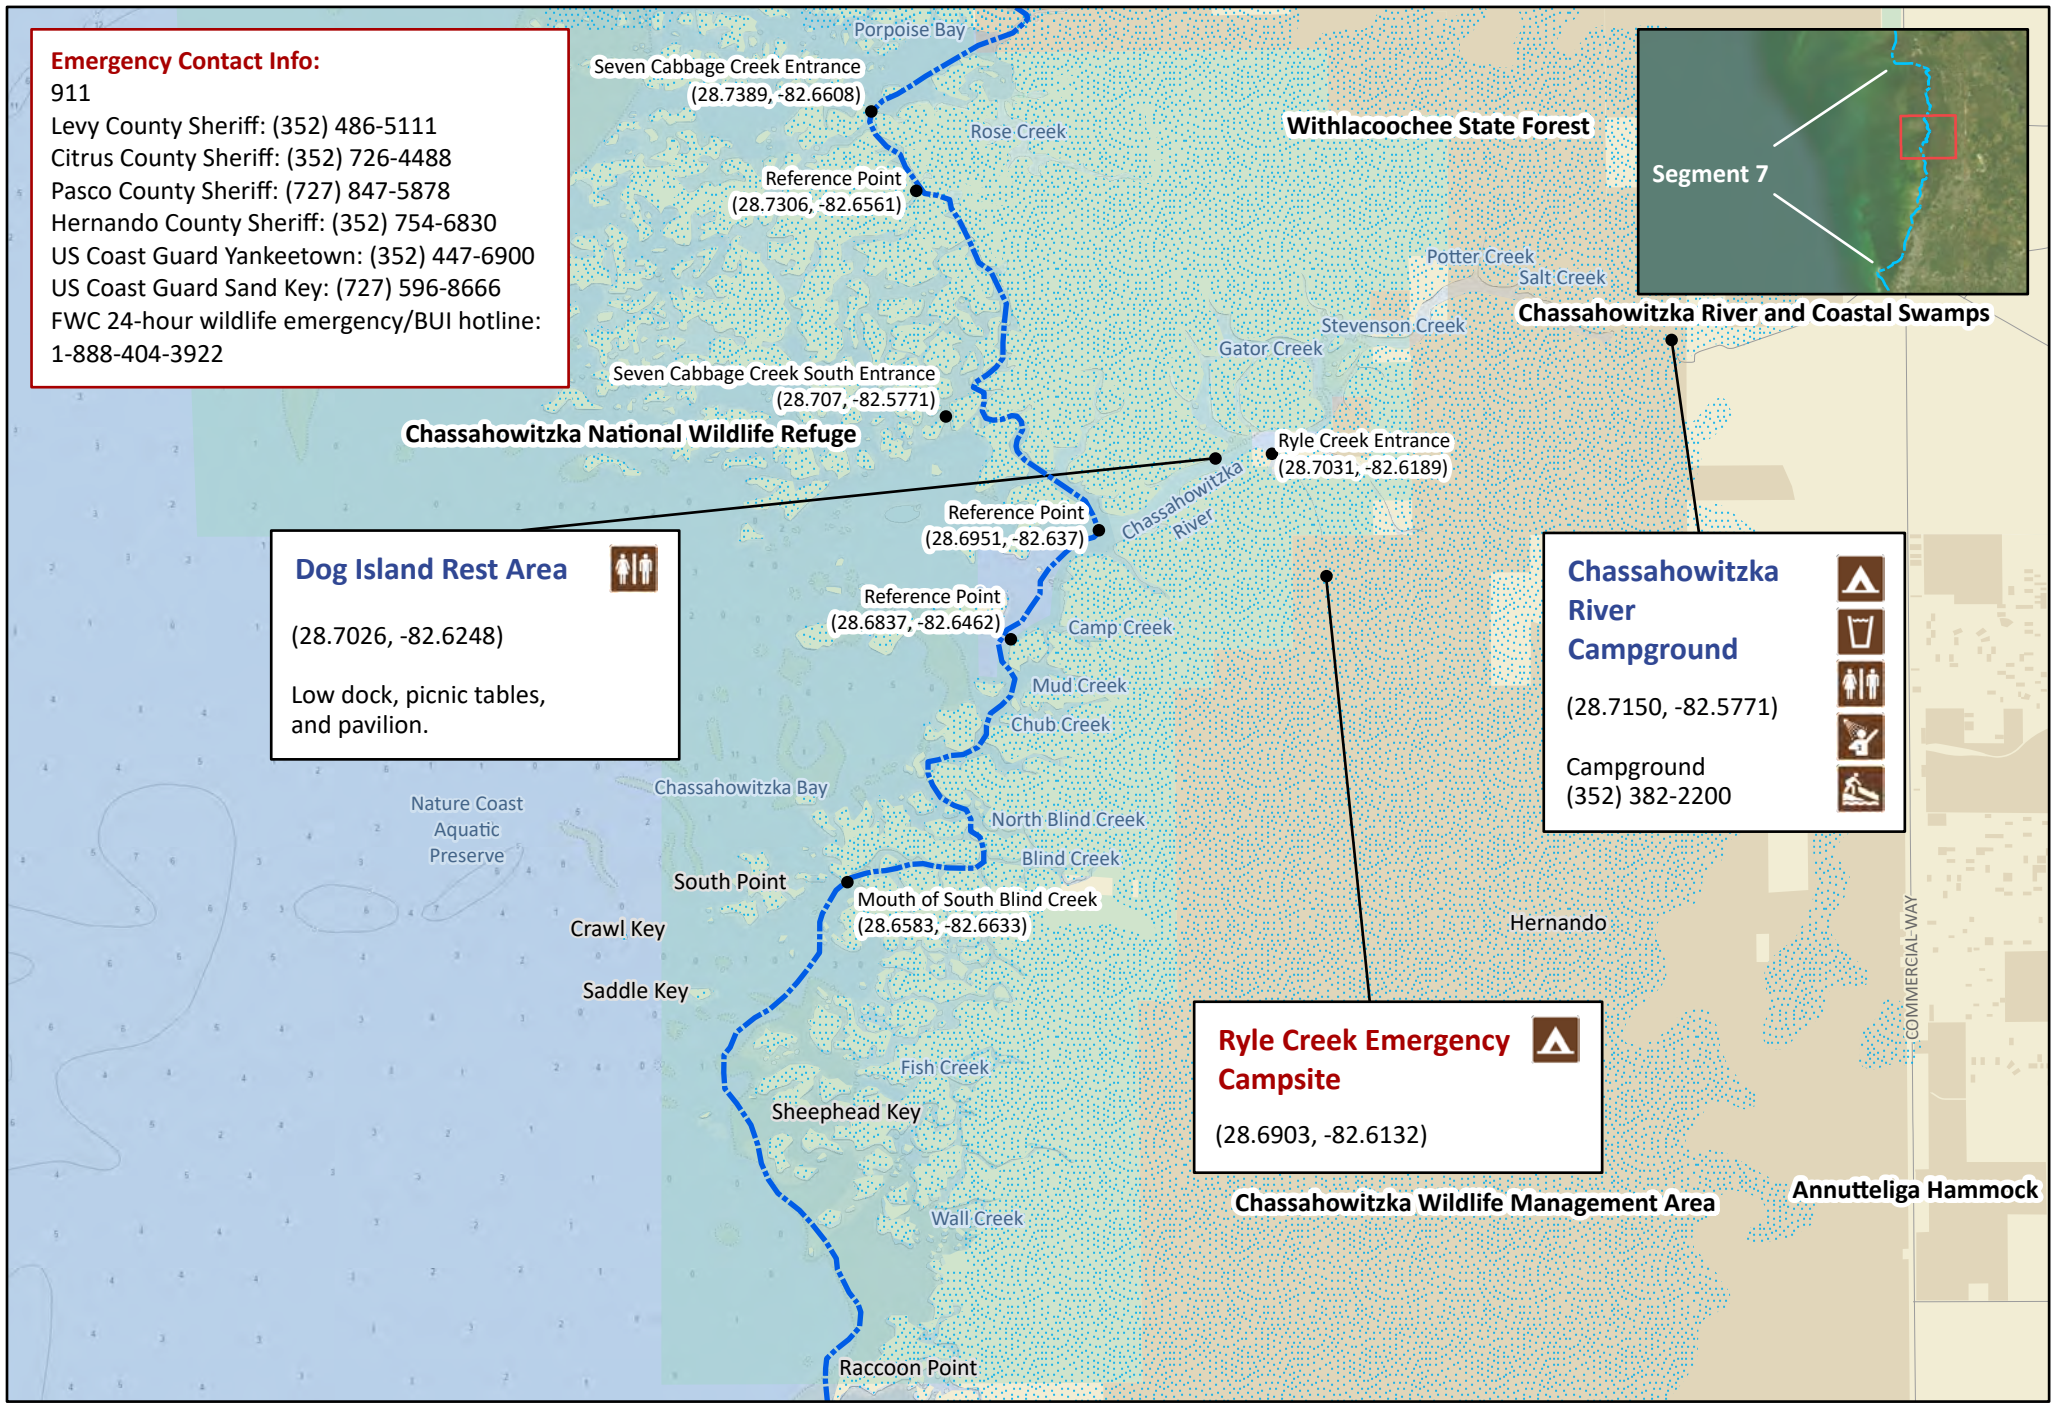 Emergency Contact Info:
911
Levy County Sheriff: (352) 486-5111
Citrus County Sheriff: (352) 726-4488
Pasco County Sheriff: (727) 847-5878
Hernando County Sheriff: (352) 754-6830
US Coast Guard Yankeetown: (352) 447-6900
US Coast Guard Sand Key: (727) 596-8666
FWC 24-hour wildlife emergency/BUI hotline:
1-888-404-3922
Porpoise Bay
Seven Cabbage Creek Entrance
(28.7389, -82.6608)
Rose Creek
Withlacoochee State Forest
Segment 7
Reference Point
(28.7306, -82.6561)
Potter Creek
Salt Creek
Chassahowitzka River and Coastal Swamps
Stevenson Creek
Gator Creek
Seven Cabbage Creek South Entrance
(28.707, -82.5771)
Chassahowitzka National Wildlife Refuge
Ryle Creek Entrance
(28.7031, -82.6189)
Chassahowitzka
River
Reference Point
(28.6951, -82.637)
Dog Island Rest Area
(28.7026, -82.6248)
Low dock, picnic tables,
and pavilion.
Chassahowitzka
River
Campground
(28.7150, -82.5771)
Campground
(352) 382-2200
Reference Point
(28.6837, -82.6462)
Camp Creek
Mud Creek
Chub Creek
Chassahowitzka Bay
Nature Coast
Aquatic
Preserve
North Blind Creek
Blind Creek
South Point
Mouth of South Blind Creek
(28.6583, -82.6633)
Crawl Key
Hernando
COMMERCIAL WAY
Saddle Key
Fish Creek
Sheephead Key
Ryle Creek Emergency
Campsite
(28.6903, -82.6132)
Annutteliga Hammock
Chassahowitzka Wildlife Management Area
Wall Creek
Raccoon Point